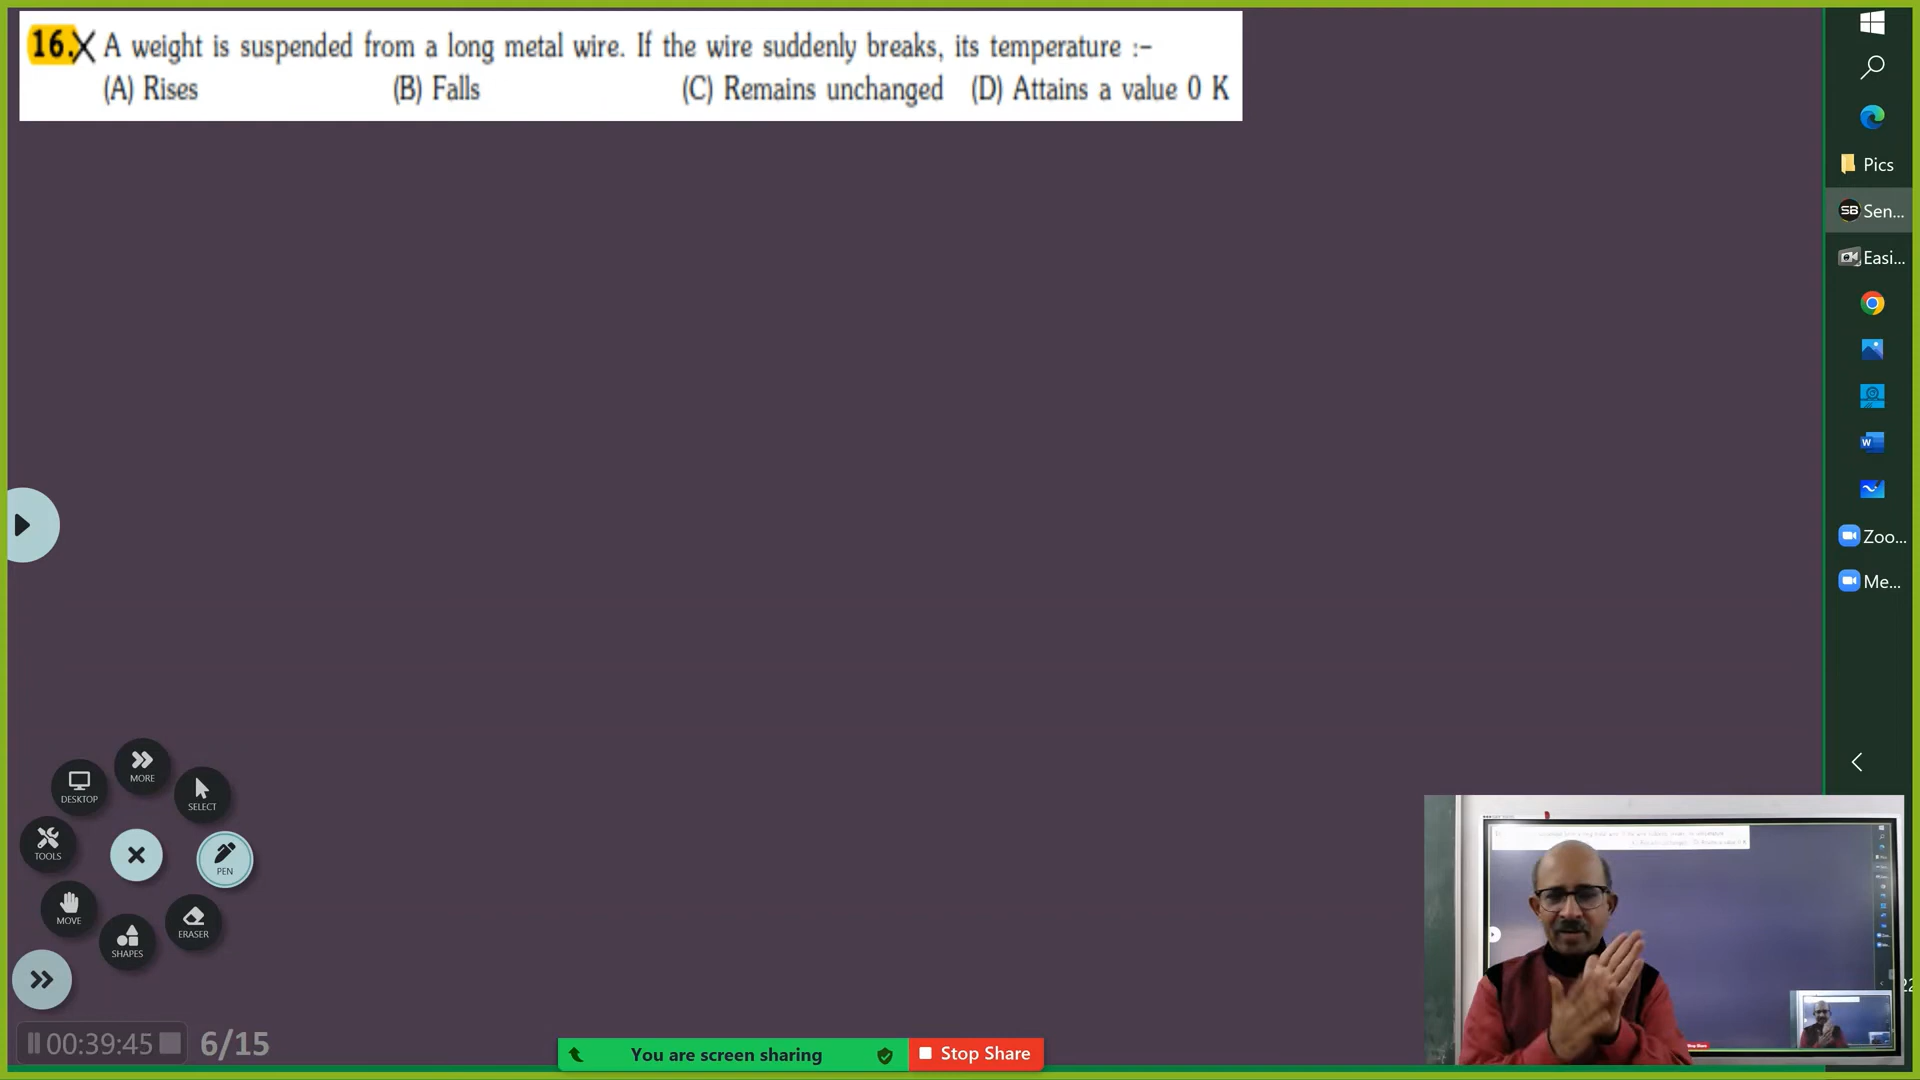 16. A weight is suspended from a long metal wire. If the wire suddenly breaks, its temperature :–
(A) Rises (B) Falls (C) Remains unchanged (D) Attains a value 0 K
Pics
SB Sen...
Easi...
W
Zoo...
Me...
MORE
DESKTOP
SELECT
TOOLS
PEN
MOVE
ERASER
SHAPES
00:39:45 6/15
You are screen sharing Stop Share